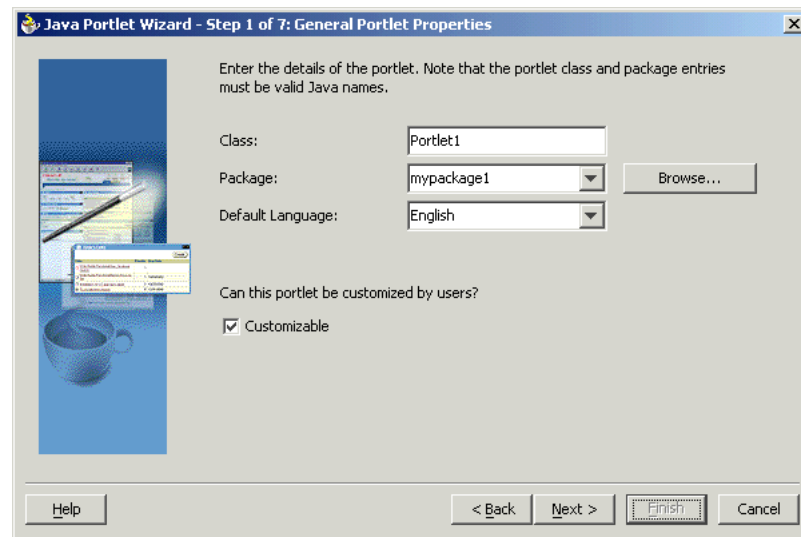 Java Portlet Wizard - Step 1 of 7: General Portlet Properties
Enter the details of the portlet. Note that the portlet class and package entries
must be valid Java names.
Class: Portlet1
Package: mypackage1 Browse...
Default Language: English
Can this portlet be customized by users?
Customizable
Help < Back Next > Finish Cancel